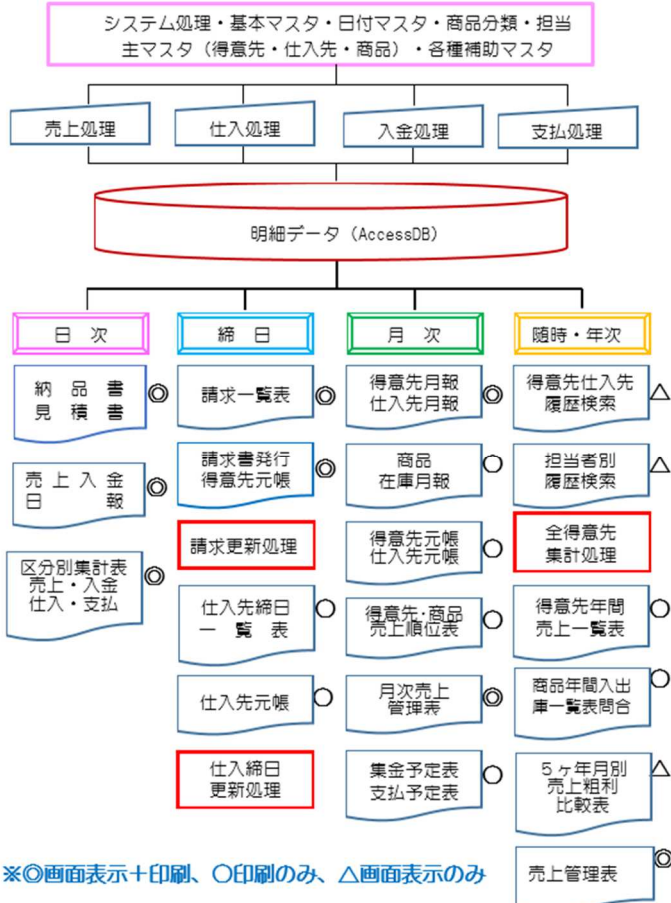 システム処理・基本マスタ・日付マスタ・商品分類・担当
主マスタ（得意先・仕入先・商品）・各種補助マスタ
売上処理
仕入処理
入金処理
支払処理
明細データ（AccessDB）
日　次
締　日
月　次
随時・年次
納　品　書
見　積　書
◎
請求一覧表
◎
得意先月報
仕入先月報
◎
得意先仕入先
履歴検索
△
売　上　入　金
日　　　　報
◎
請求書発行
得意先元帳
◎
商品
在庫月報
○
担当者別
履歴検索
△
区分別集計表
売上・入金
仕入・支払
◎
請求更新処理
得意先元帳
仕入先元帳
○
全得意先
集計処理
仕入先締日
一　覧　表
○
得意先・商品
売上順位表
○
得意先年間
売上一覧表
○
仕入先元帳
○
月次売上
管理表
◎
商品年間入出
庫一覧表問合
○
仕入締日
更新処理
集金予定表
支払予定表
○
５ヶ年月別
売上粗利
比較表
△
売上管理表
◎
※◎画面表示＋印刷、○印刷のみ、△画面表示のみ